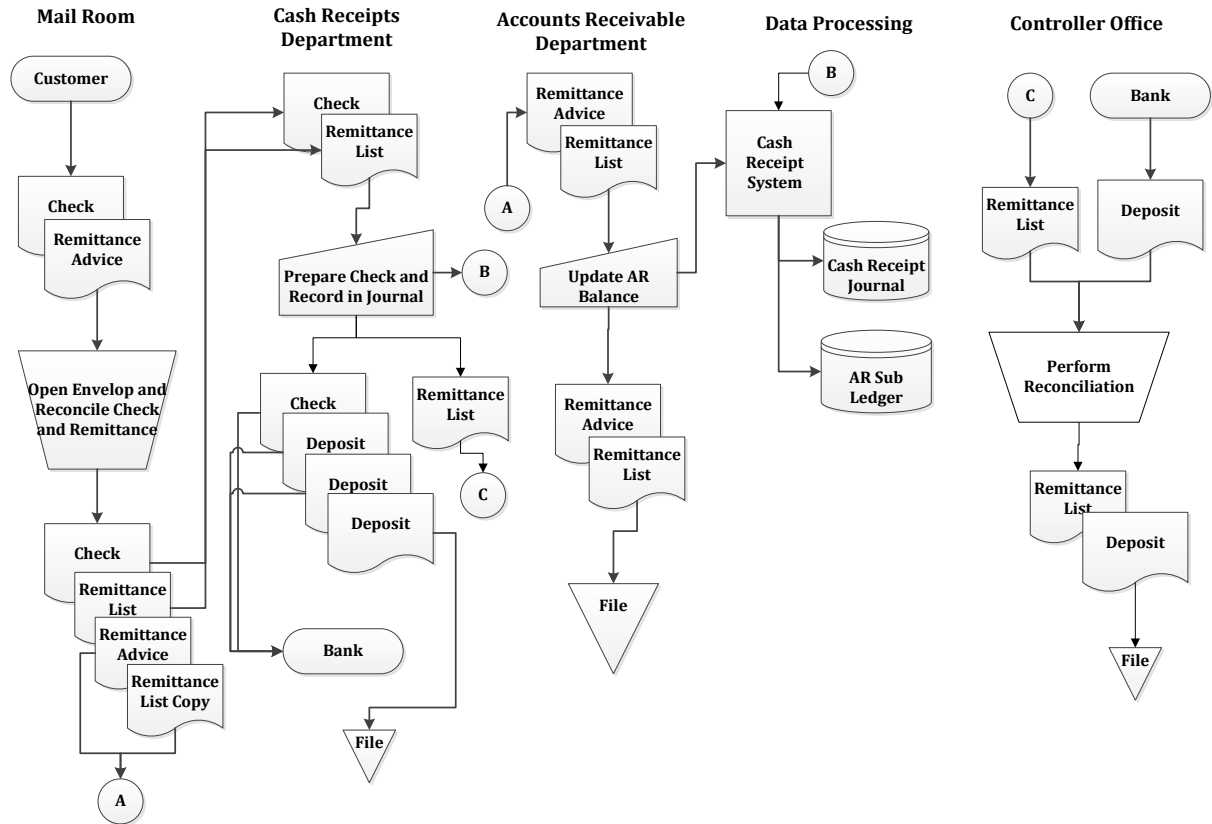 Mail Room
Customer
Check
Remittance
Advice
Open Envelop and
Reconcile Check
and Remittance
Check
Remittance
List
Remittance
Advice
Remittance
List Copy
A
Cash Receipts
Department
Check
Remittance
List
Prepare Check and
Record in Journal
B
Check
Deposit
Deposit
Deposit
Remittance
List
C
Bank
File
Accounts Receivable
Department
Remittance
Advice
Remittance
List
A
Update AR
Balance
Remittance
Advice
Remittance
List
File
Data Processing
B
Cash
Receipt
System
Cash Receipt
Journal
AR Sub
Ledger
Controller Office
C
Bank
Remittance
List
Deposit
Perform
Reconciliation
Remittance
List
Deposit
File